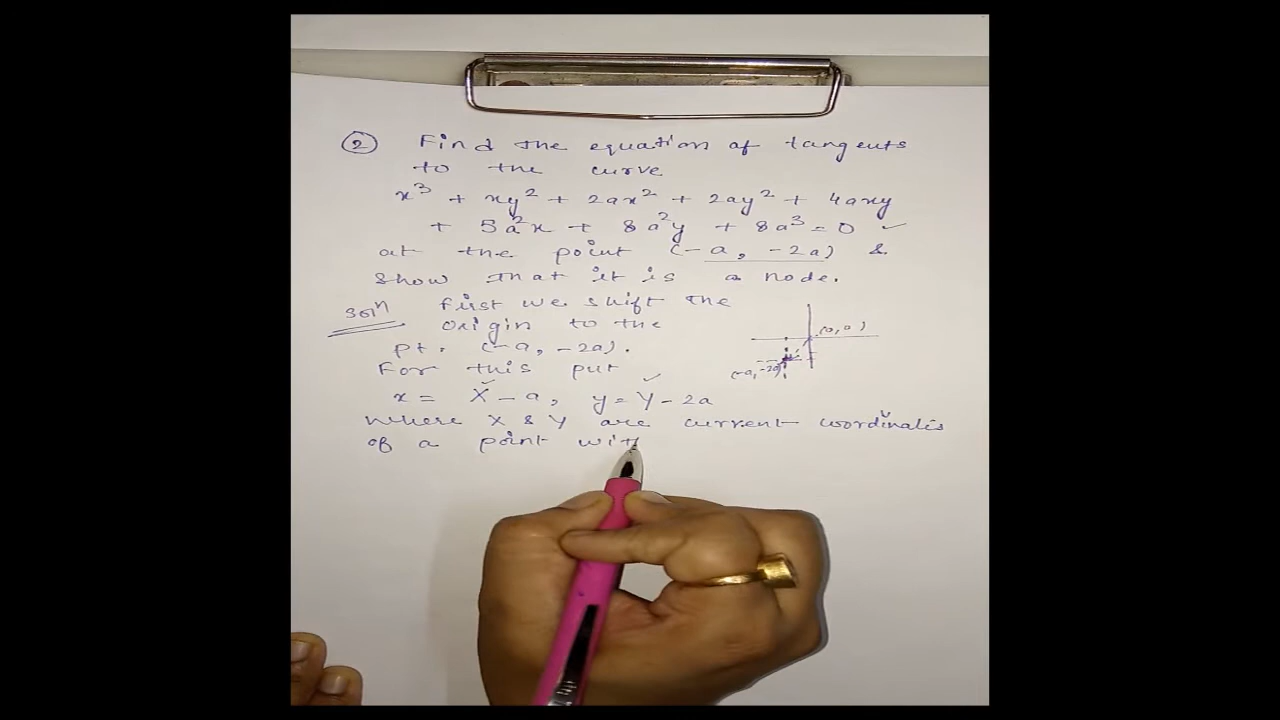 ② Find the equation of tangents
to the curve
x³ + xy² + 2ax² + 2ay² + 4axy
+ 5a²x + 8a²y + 8a³ = 0 ✓
at the point (-a, -2a) &
show that it is a node.
Solⁿ First we shift the
origin to the
pt. (-a, -2a).
(0,0)
(-a,-2a)
For this put
x = X - a, y = Y - 2a
where X & Y are current coordinates
of a point wit